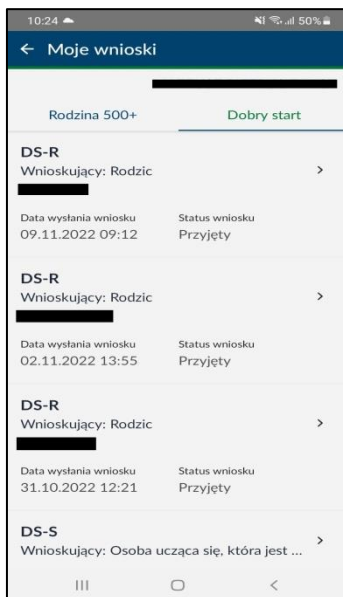 10:24 50%
← Moje wnioski
Rodzina 500+ Dobry start
DS-R
Wnioskujący: Rodzic
Data wysłania wniosku Status wniosku
09.11.2022 09:12 Przyjęty
DS-R
Wnioskujący: Rodzic
Data wysłania wniosku Status wniosku
02.11.2022 13:55 Przyjęty
DS-R
Wnioskujący: Rodzic
Data wysłania wniosku Status wniosku
31.10.2022 12:21 Przyjęty
DS-S
Wnioskujący: Osoba ucząca się, która jest ...